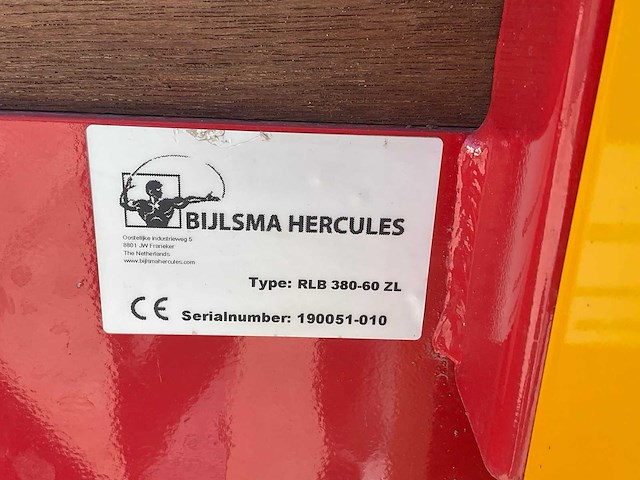 BIJLSMA HERCULES
Oostelijke Industrieweg 5
8801 JW Franeker
The Netherlands
www.bijlsmahercules.com
Type: RLB 380-60 ZL
CE Serialnumber: 190051-010